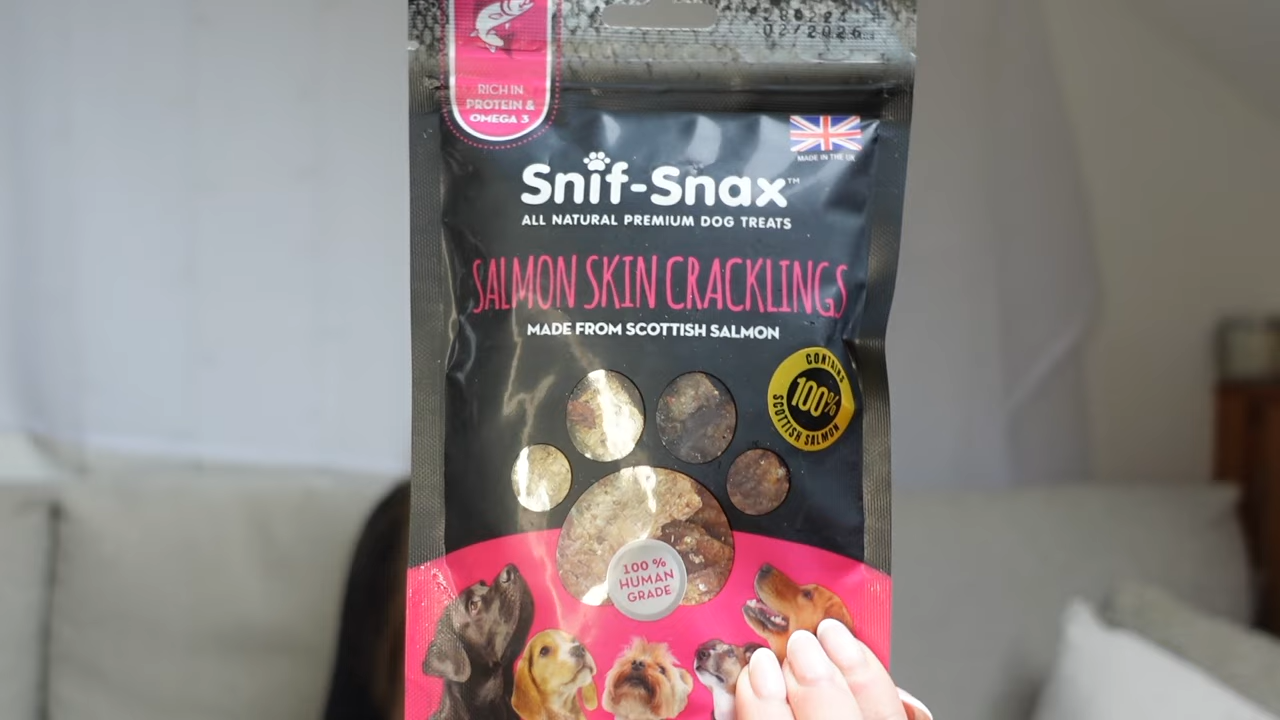 02/2026
RICH IN
PROTEIN &
OMEGA 3
MADE IN THE UK
Snif-Snax™
ALL NATURAL PREMIUM DOG TREATS
SALMON SKIN CRACKLINGS
MADE FROM SCOTTISH SALMON
CONTAINS
100%
SCOTTISH SALMON
100 %
HUMAN
GRADE